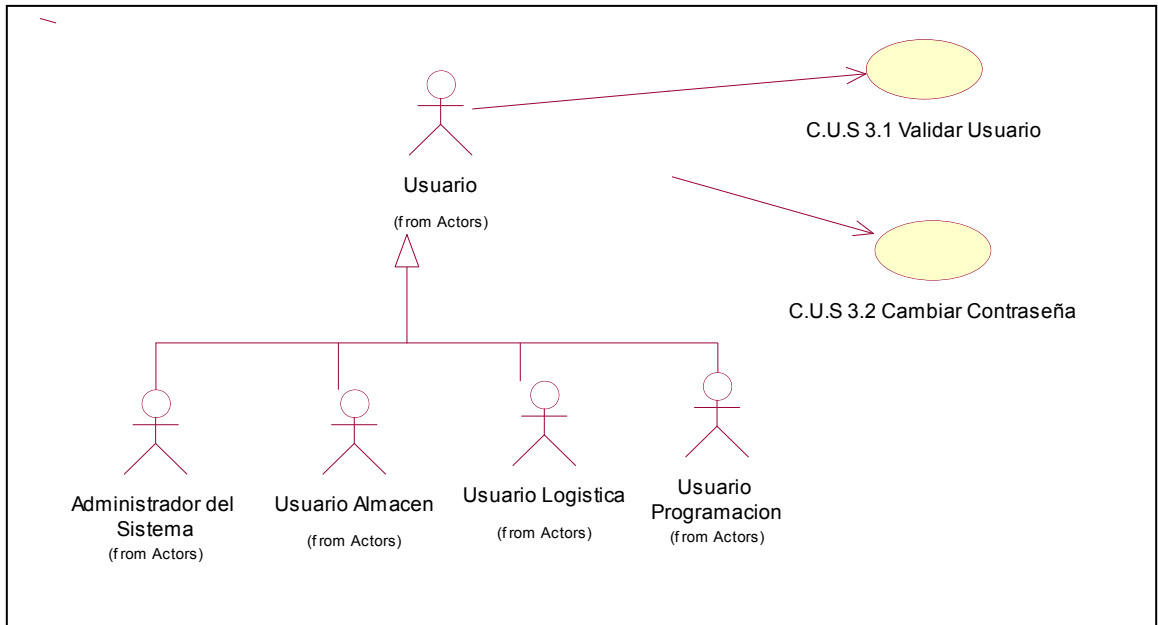 C.U.S 3.1 Validar Usuario
Usuario
(from Actors)
C.U.S 3.2 Cambiar Contraseña
Administrador del
Sistema
(from Actors)
Usuario Almacen
(from Actors)
Usuario Logistica
(from Actors)
Usuario
Programacion
(from Actors)